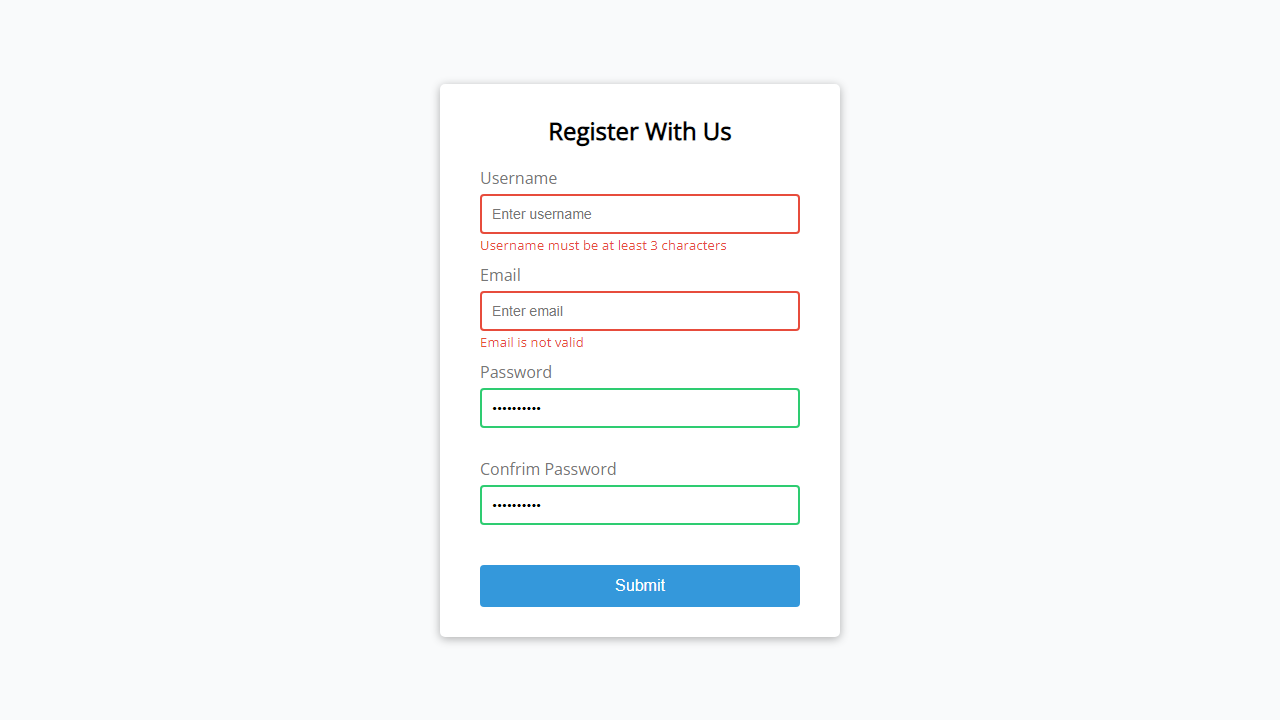 Register With Us
Username
Enter username
Username must be at least 3 characters
Email
Enter email
Email is not valid
Password
••••••••••
Confrim Password
••••••••••
Submit